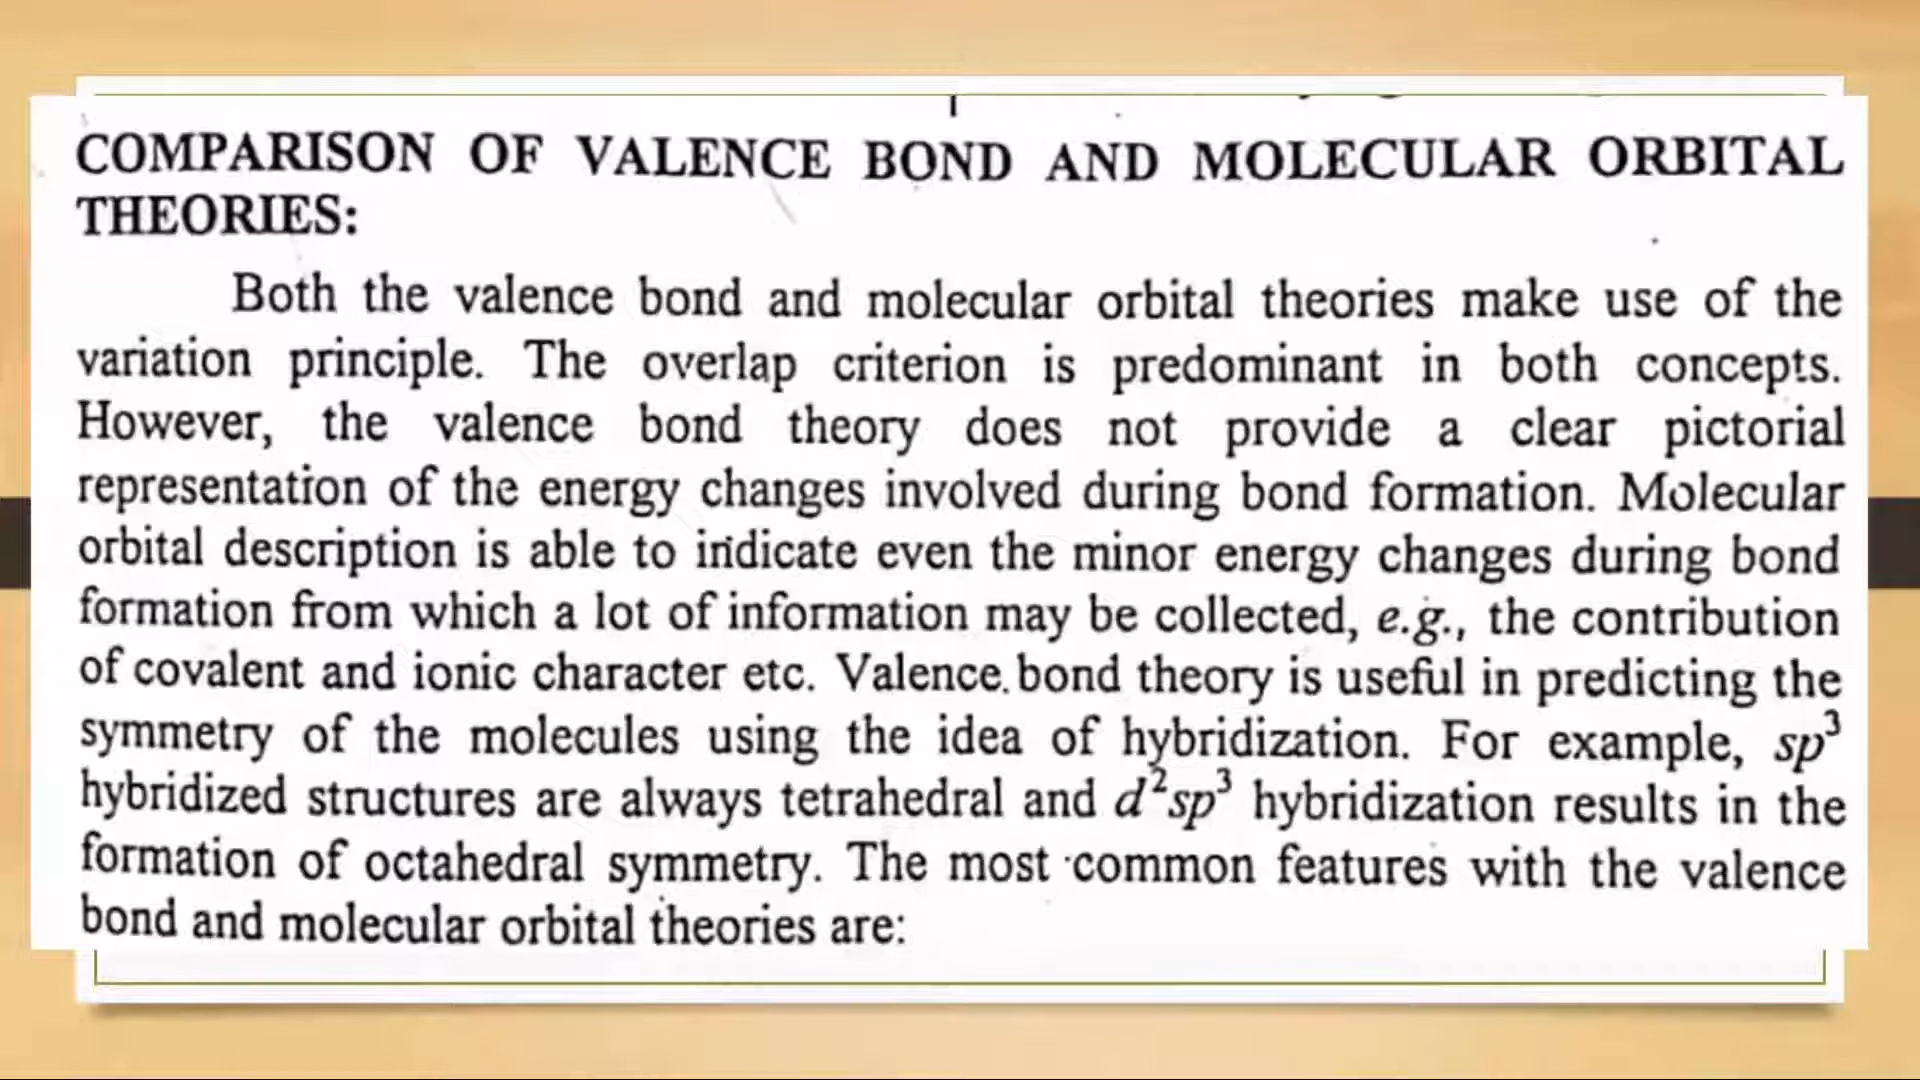 COMPARISON OF VALENCE BOND AND MOLECULAR ORBITAL
THEORIES:
Both the valence bond and molecular orbital theories make use of the
variation principle. The overlap criterion is predominant in both concepts.
However, the valence bond theory does not provide a clear pictorial
representation of the energy changes involved during bond formation. Molecular
orbital description is able to indicate even the minor energy changes during bond
formation from which a lot of information may be collected, e.g., the contribution
of covalent and ionic character etc. Valence bond theory is useful in predicting the
symmetry of the molecules using the idea of hybridization. For example, sp³
hybridized structures are always tetrahedral and d²sp³ hybridization results in the
formation of octahedral symmetry. The most common features with the valence
bond and molecular orbital theories are: